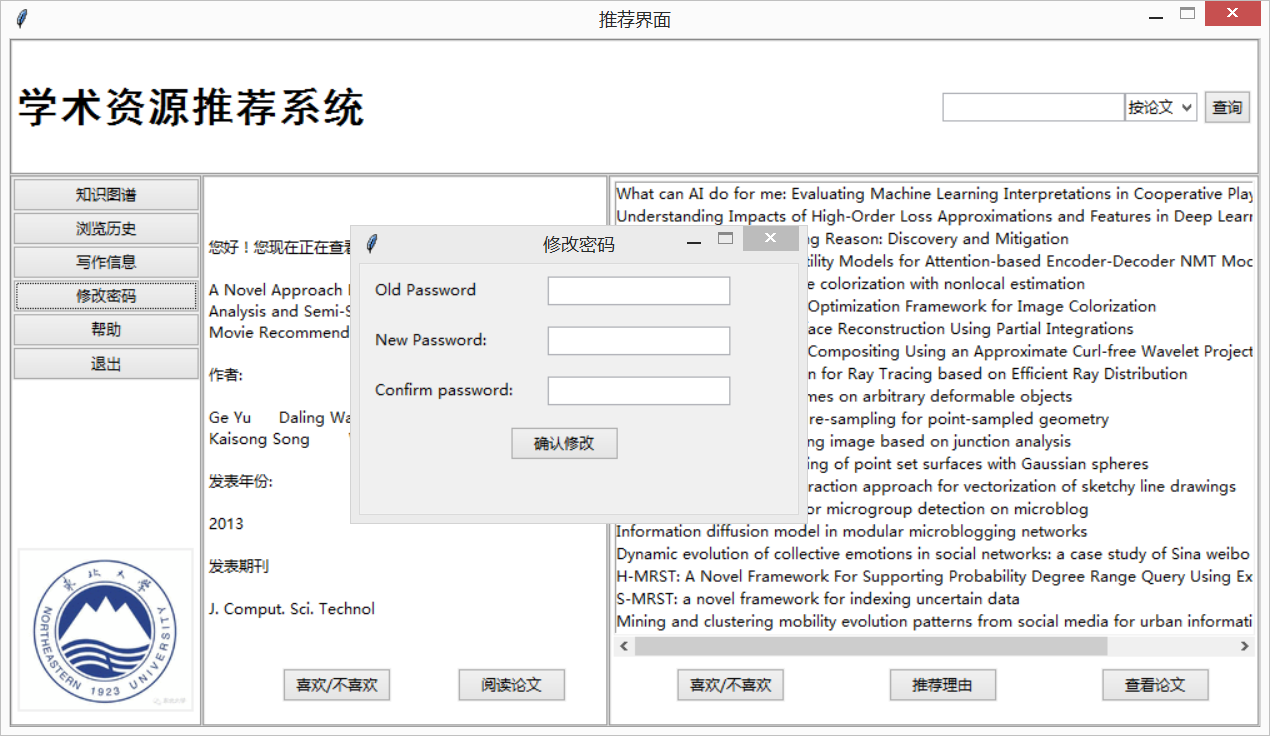 推荐界面
学术资源推荐系统
按论文
查询
知识图谱
浏览历史
写作信息
修改密码
帮助
退出
東北大学
NORTHEASTERN UNIVERSITY
1923
您好！您现在正在查看
A Novel Approach
Analysis and Semi-S
Movie Recommend
作者:
Ge Yu Daling Wa
Kaisong Song
发表年份:
2013
发表期刊
J. Comput. Sci. Technol
喜欢/不喜欢
阅读论文
修改密码
Old Password
New Password:
Confirm password:
确认修改
What can AI do for me: Evaluating Machine Learning Interpretations in Cooperative Play
Understanding Impacts of High-Order Loss Approximations and Features in Deep Learr
ng Reason: Discovery and Mitigation
tility Models for Attention-based Encoder-Decoder NMT Moc
e colorization with nonlocal estimation
Optimization Framework for Image Colorization
face Reconstruction Using Partial Integrations
Compositing Using an Approximate Curl-free Wavelet Project
n for Ray Tracing based on Efficient Ray Distribution
mes on arbitrary deformable objects
re-sampling for point-sampled geometry
ng image based on junction analysis
ing of point set surfaces with Gaussian spheres
raction approach for vectorization of sketchy line drawings
or microgroup detection on microblog
Information diffusion model in modular microblogging networks
Dynamic evolution of collective emotions in social networks: a case study of Sina weibo
H-MRST: A Novel Framework For Supporting Probability Degree Range Query Using Ex
S-MRST: a novel framework for indexing uncertain data
Mining and clustering mobility evolution patterns from social media for urban informati
喜欢/不喜欢
推荐理由
查看论文